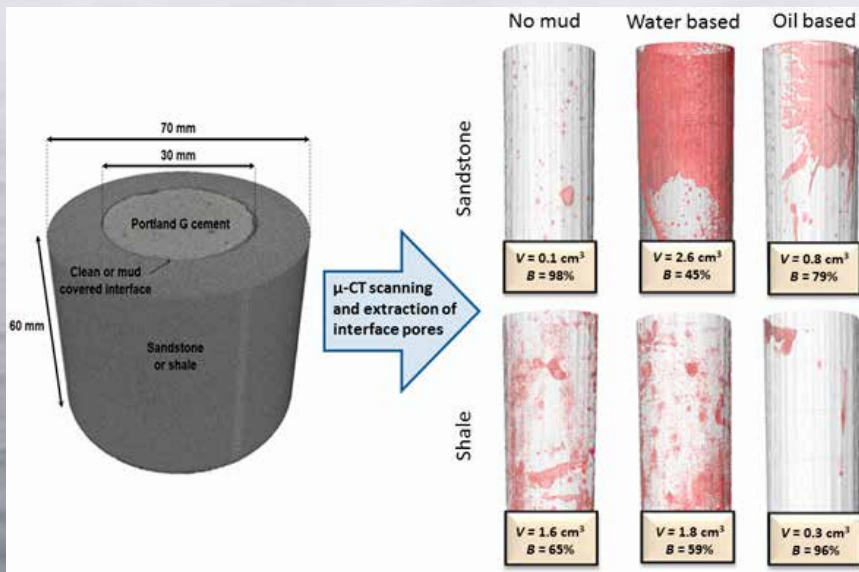 No mud
Water based
Oil based
70 mm
30 mm
Portland G cement
Clean or mud
covered interface
60 mm
Sandstone
or shale
μ-CT scanning
and extraction of
interface pores
Sandstone
V = 0.1 cm³
B = 98%
V = 2.6 cm³
B = 45%
V = 0.8 cm³
B = 79%
Shale
V = 1.6 cm³
B = 65%
V = 1.8 cm³
B = 59%
V = 0.3 cm³
B = 96%